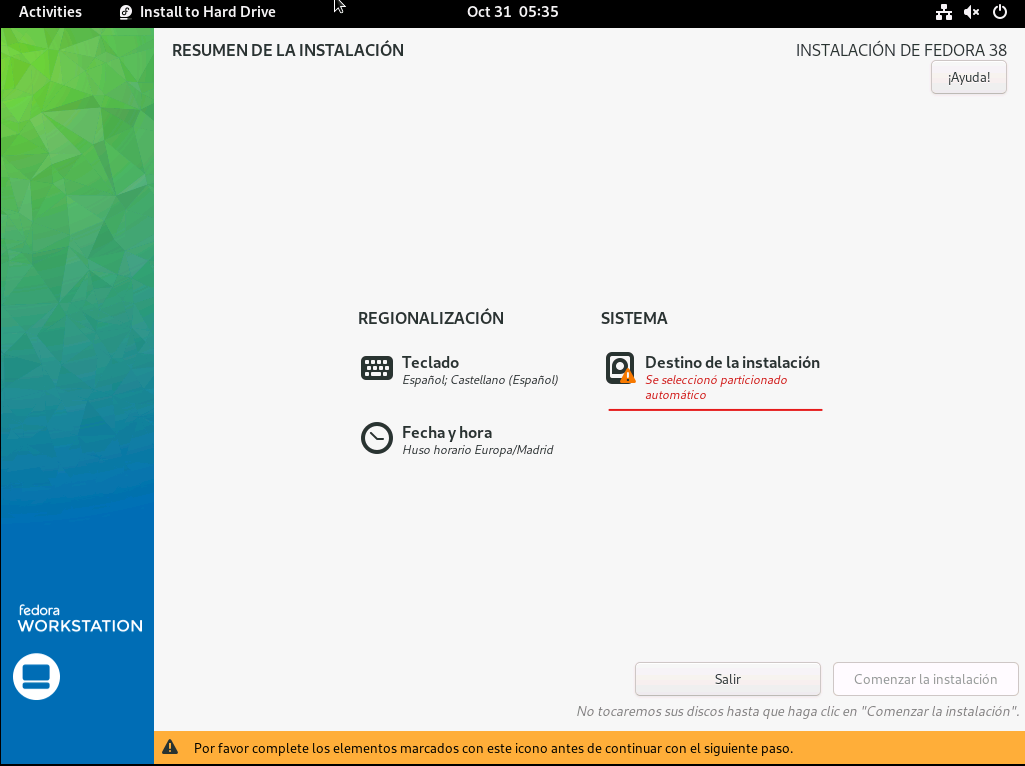 Activities
Install to Hard Drive
Oct 31 05:35
RESUMEN DE LA INSTALACIÓN
INSTALACIÓN DE FEDORA 38
¡Ayuda!
REGIONALIZACIÓN
Teclado
Español; Castellano (Español)
Fecha y hora
Huso horario Europa/Madrid
SISTEMA
Destino de la instalación
Se seleccionó particionado
automático
fedora
WORKSTATION
Salir
Comenzar la instalación
No tocaremos sus discos hasta que haga clic en "Comenzar la instalación".
Por favor complete los elementos marcados con este icono antes de continuar con el siguiente paso.